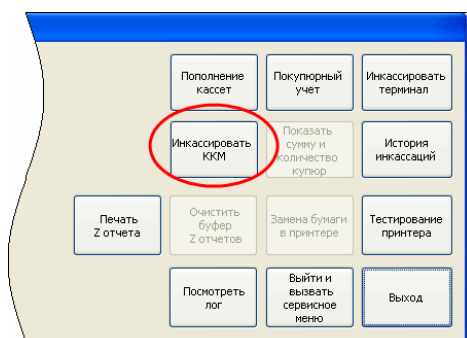 Пополнение
кассет
Покупюрный
учет
Инкассировать
терминал
Инкассировать
ККМ
Показать
сумму и
количество
купюр
История
инкассаций
Печать
Z отчета
Очистить
буфер
Z отчетов
Замена бумаги
в принтере
Тестирование
принтера
Посмотреть
лог
Выйти и
вызвать
сервисное
меню
Выход